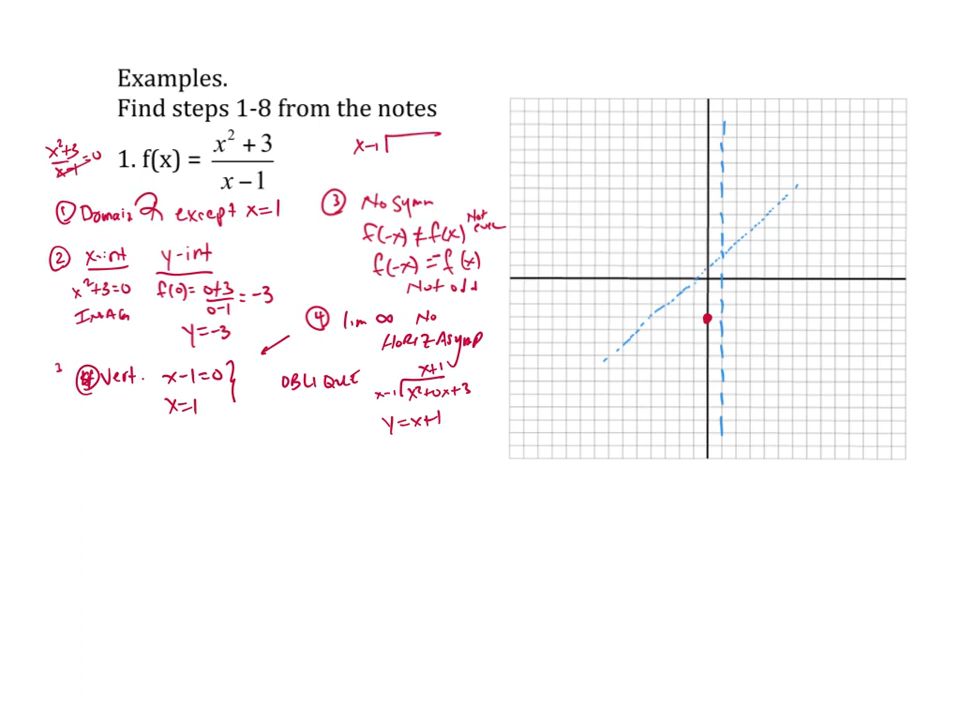 Examples.
Find steps 1-8 from the notes
x²+3 / x-1 = 0
1. f(x) = x² + 3 / x − 1
x-1
① Domain except x=1
② x-int y-int
x²+3=0 f(0)= 0+3 / 0-1 = -3
IMAG
y=-3
③ No Symm
f(-x) ≠ f(x) Not even
f(-x) = f(x)
Not odd
④ lim ∞ No
HORIZ ASYMP
3
Vert. x-1=0
x=1
OBLIQUE
x+1
x-1 x²+0x+3
y=x+1